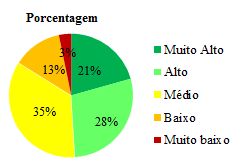 Porcentagem
3%
21%
13%
35%
28%
Muito Alto
Alto
Médio
Baixo
Muito baixo